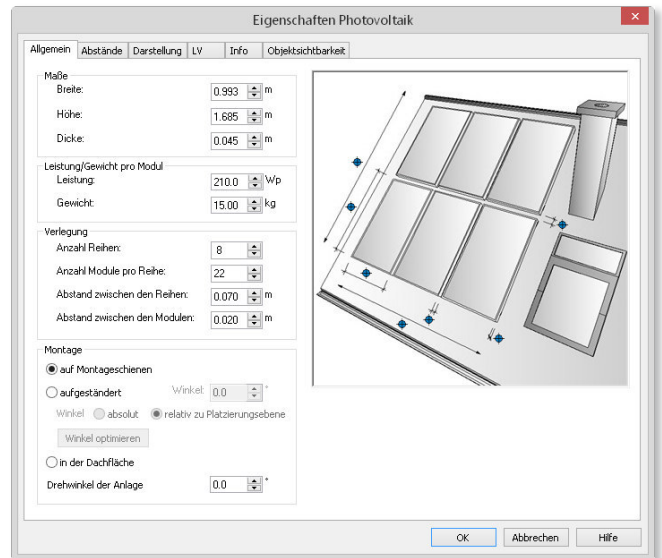 Eigenschaften Photovoltaik
Allgemein Abstände Darstellung LV Info Objektsichtbarkeit
Maße
Breite: 0.993 m
Höhe: 1.685 m
Dicke: 0.045 m
Leistung/Gewicht pro Modul
Leistung: 210.0 Wp
Gewicht: 15.00 kg
Verlegung
Anzahl Reihen: 8
Anzahl Module pro Reihe: 22
Abstand zwischen den Reihen: 0.070 m
Abstand zwischen den Modulen: 0.020 m
Montage
auf Montageschienen
aufgeständert Winkel: 0.0 °
Winkel absolut relativ zu Platzierungsebene
Winkel optimieren
in der Dachfläche
Drehwinkel der Anlage 0.0 °
OK Abbrechen Hilfe